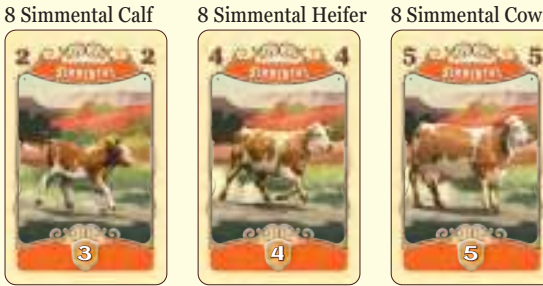 8 Simmental Calf
8 Simmental Heifer
8 Simmental Cow
2 SIMMENTAL 2
4 SIMMENTAL 4
5 SIMMENTAL 5
3
4
5